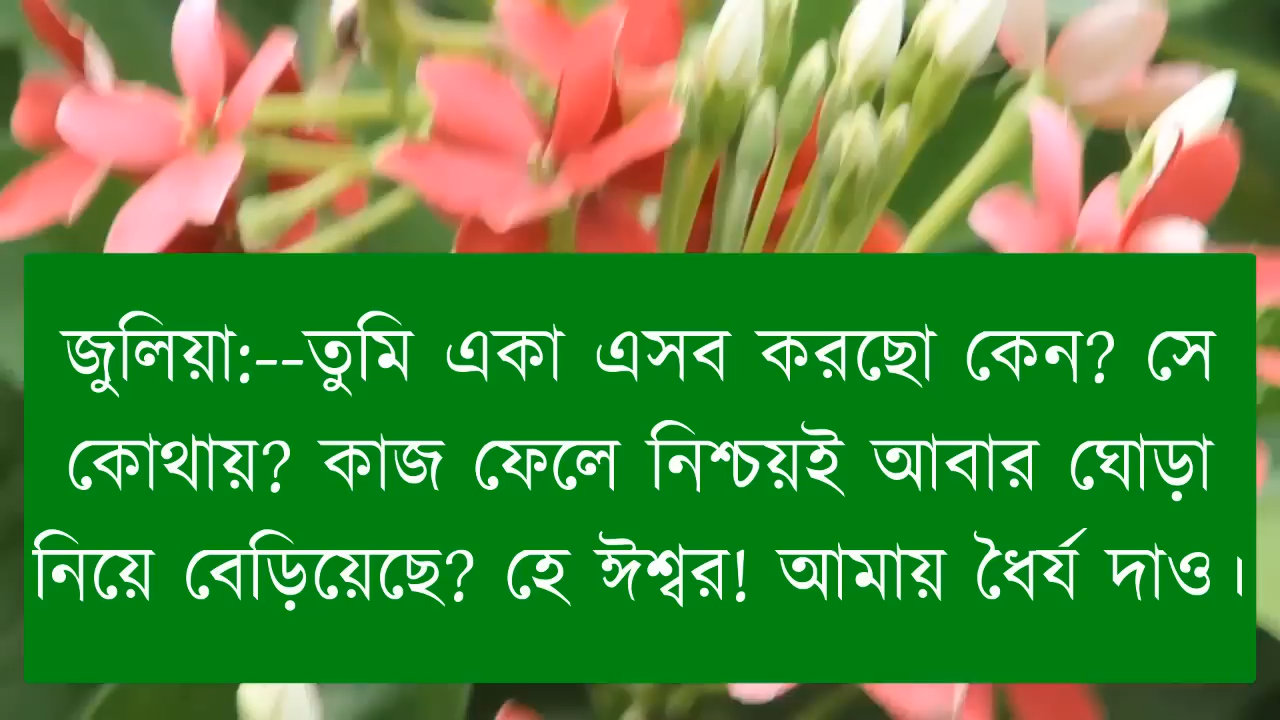 জুলিয়া:--তুমি একা এসব করছো কেন? সে
কোথায়? কাজ ফেলে নিশ্চয়ই আবার ঘোড়া
নিয়ে বেড়িয়েছে? হে ঈশ্বর! আমায় ধৈর্য দাও।